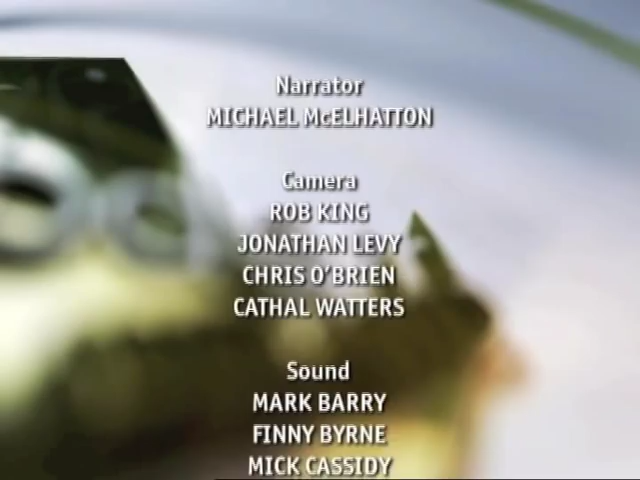 Narrator
MICHAEL McELHATTON
Camera
ROB KING
JONATHAN LEVY
CHRIS O'BRIEN
CATHAL WATTERS
Sound
MARK BARRY
FINNY BYRNE
MICK CASSIDY